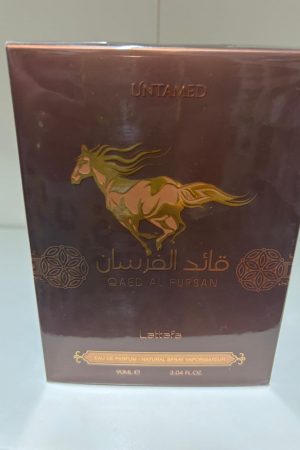 UNTAMED
قائد الفرسان
QAED AL FURSAN
Lattafa
EAU DE PARFUM - NATURAL SPRAY VAPORISATEUR
90ML ℮ 3.04 FL.OZ.